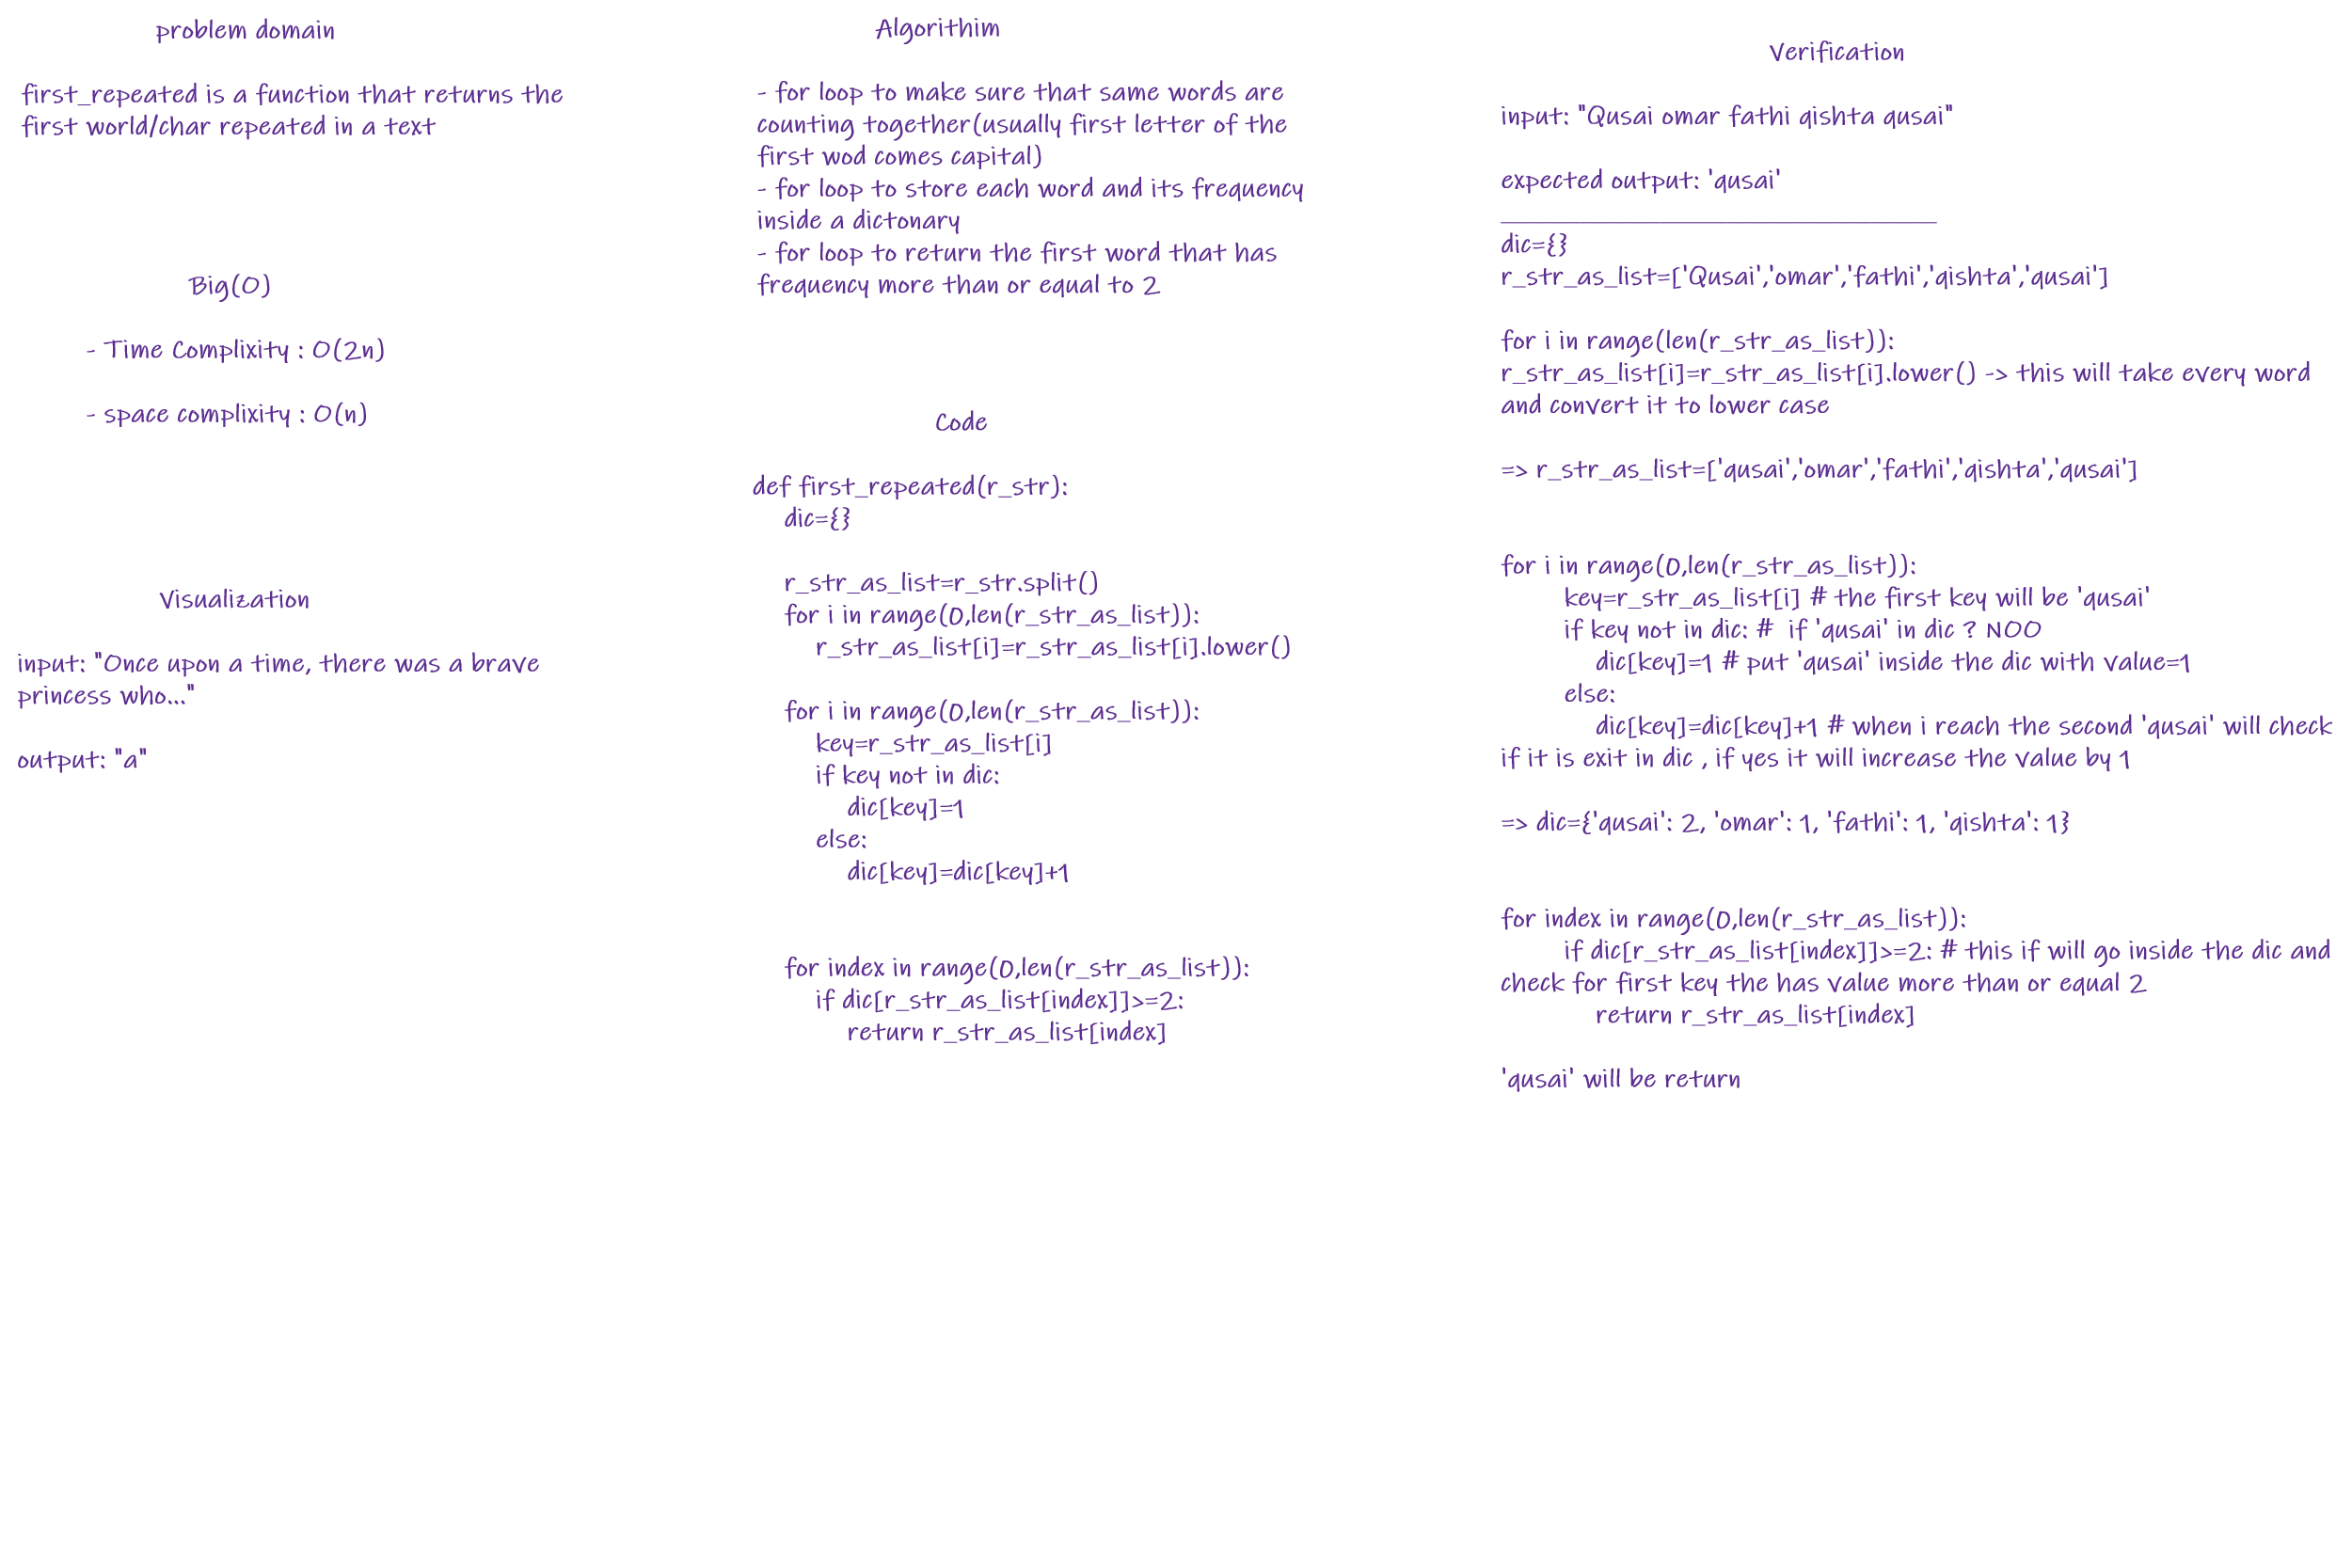 problem domain
first_repeated is a function that returns the
first world/char repeated in a text
Big(O)
- Time Complixity : O(2n)
- space complixity : O(n)
Visualization
input: "Once upon a time, there was a brave
princess who..."
output: "a"
Algorithim
- for loop to make sure that same words are
counting together(usually first letter of the
first wod comes capital)
- for loop to store each word and its frequency
inside a dictonary
- for loop to return the first word that has
frequency more than or equal to 2
Code
def first_repeated(r_str):
dic={}
r_str_as_list=r_str.split()
for i in range(0,len(r_str_as_list)):
r_str_as_list[i]=r_str_as_list[i].lower()
for i in range(0,len(r_str_as_list)):
key=r_str_as_list[i]
if key not in dic:
dic[key]=1
else:
dic[key]=dic[key]+1
for index in range(0,len(r_str_as_list)):
if dic[r_str_as_list[index]]>=2:
return r_str_as_list[index]
Verification
input: "Qusai omar fathi qishta qusai"
expected output: 'qusai'
_________________________________
dic={}
r_str_as_list=['Qusai','omar','fathi','qishta','qusai']
for i in range(len(r_str_as_list)):
r_str_as_list[i]=r_str_as_list[i].lower() -> this will take every word
and convert it to lower case
=> r_str_as_list=['qusai','omar','fathi','qishta','qusai']
for i in range(0,len(r_str_as_list)):
key=r_str_as_list[i] # the first key will be 'qusai'
if key not in dic: # if 'qusai' in dic ? NOO
dic[key]=1 # put 'qusai' inside the dic with value=1
else:
dic[key]=dic[key]+1 # when i reach the second 'qusai' will check
if it is exit in dic , if yes it will increase the value by 1
=> dic={'qusai': 2, 'omar': 1, 'fathi': 1, 'qishta': 1}
for index in range(0,len(r_str_as_list)):
if dic[r_str_as_list[index]]>=2: # this if will go inside the dic and
check for first key the has value more than or equal 2
return r_str_as_list[index]
'qusai' will be return